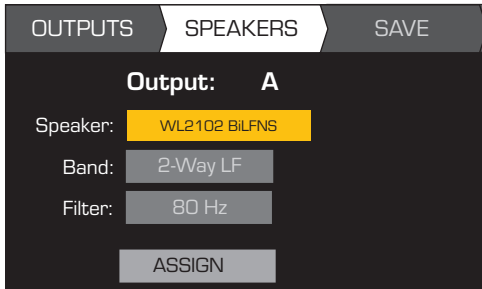 OUTPUTS SPEAKERS SAVE
Output: A
Speaker: WL2102 BiLFNS
Band: 2-Way LF
Filter: 80 Hz
ASSIGN